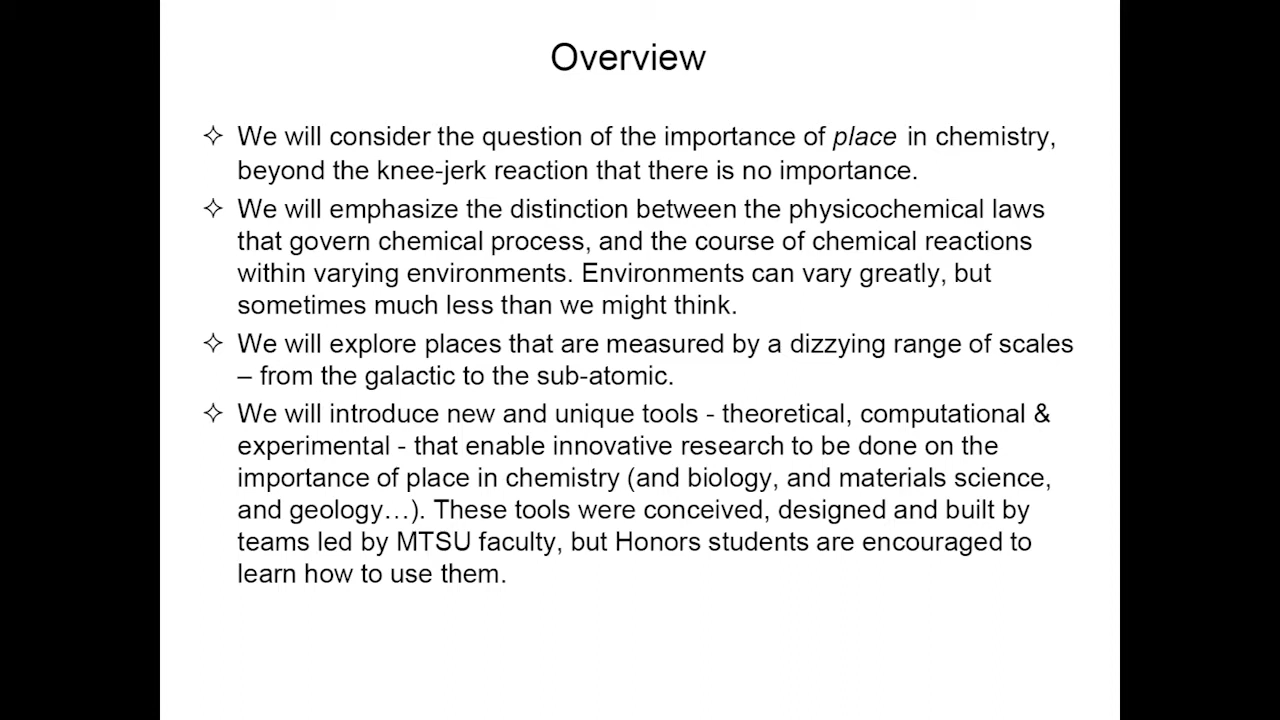 Overview
✧ We will consider the question of the importance of place in chemistry,
beyond the knee-jerk reaction that there is no importance.
✧ We will emphasize the distinction between the physicochemical laws
that govern chemical process, and the course of chemical reactions
within varying environments. Environments can vary greatly, but
sometimes much less than we might think.
✧ We will explore places that are measured by a dizzying range of scales
– from the galactic to the sub-atomic.
✧ We will introduce new and unique tools - theoretical, computational &
experimental - that enable innovative research to be done on the
importance of place in chemistry (and biology, and materials science,
and geology…). These tools were conceived, designed and built by
teams led by MTSU faculty, but Honors students are encouraged to
learn how to use them.